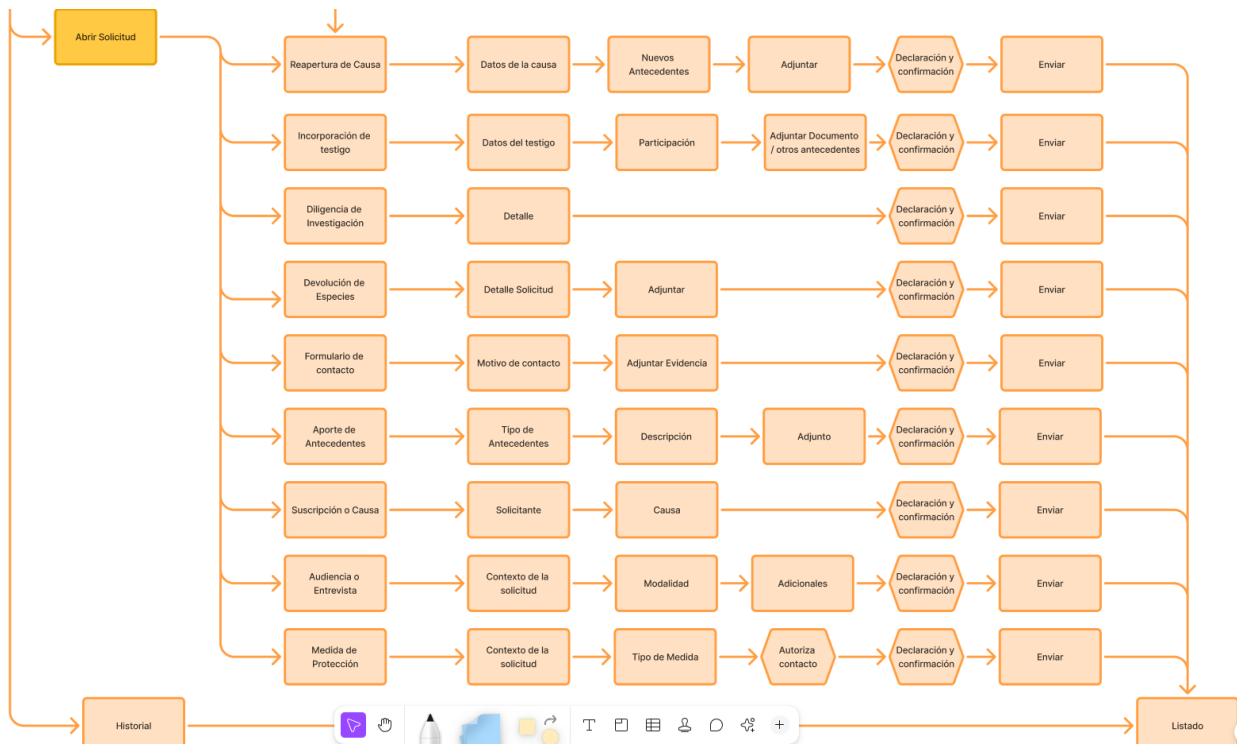 Abrir Solicitud
Reapertura de Causa
Datos de la causa
Nuevos
Antecedentes
Adjuntar
Declaración y
confirmación
Enviar
Incorporación de
testigo
Datos del testigo
Participación
Adjuntar Documento
/ otros antecedentes
Declaración y
confirmación
Enviar
Diligencia de
Investigación
Detalle
Declaración y
confirmación
Enviar
Devolución de
Especies
Detalle Solicitud
Adjuntar
Declaración y
confirmación
Enviar
Formulario de
contacto
Motivo de contacto
Adjuntar Evidencia
Declaración y
confirmación
Enviar
Aporte de
Antecedentes
Tipo de
Antecedentes
Descripción
Adjunto
Declaración y
confirmación
Enviar
Suscripción o Causa
Solicitante
Causa
Declaración y
confirmación
Enviar
Audiencia o
Entrevista
Contexto de la
solicitud
Modalidad
Adicionales
Declaración y
confirmación
Enviar
Medida de
Protección
Contexto de la
solicitud
Tipo de Medida
Autoriza
contacto
Declaración y
confirmación
Enviar
Historial
Listado